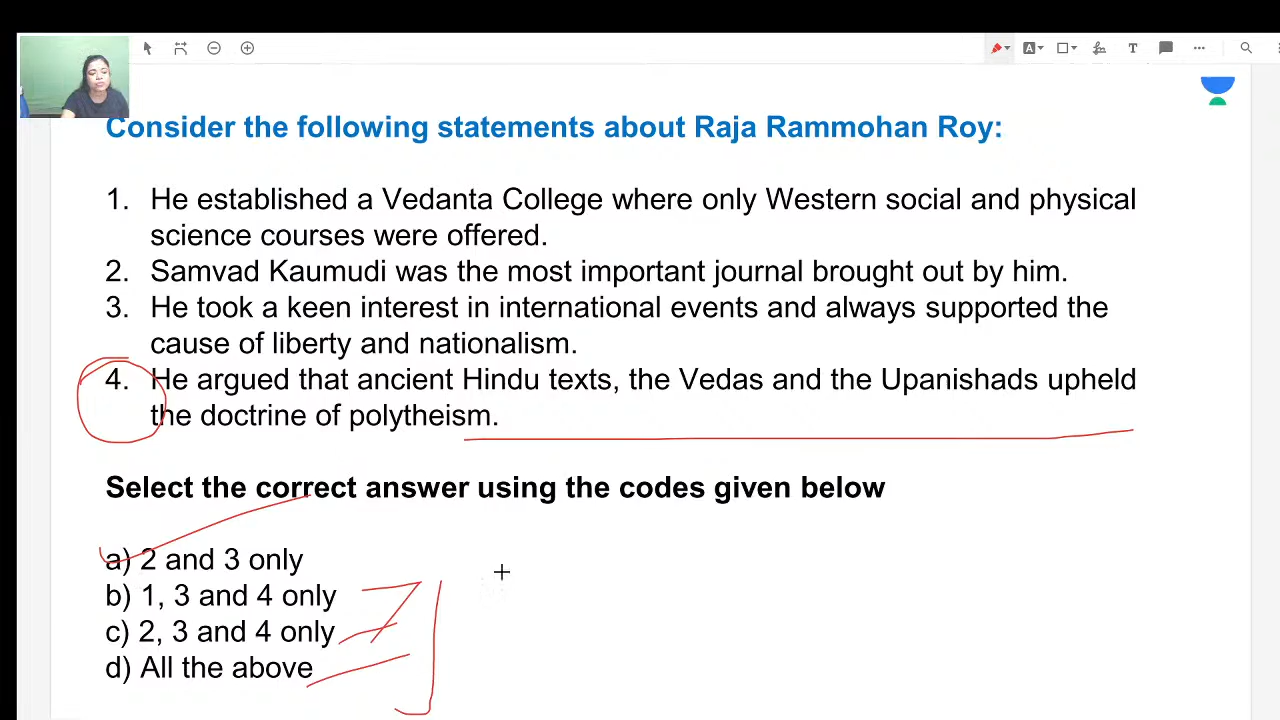 Consider the following statements about Raja Rammohan Roy:
1. He established a Vedanta College where only Western social and physical
science courses were offered.
2. Samvad Kaumudi was the most important journal brought out by him.
3. He took a keen interest in international events and always supported the
cause of liberty and nationalism.
4. He argued that ancient Hindu texts, the Vedas and the Upanishads upheld
the doctrine of polytheism.
Select the correct answer using the codes given below
a) 2 and 3 only
b) 1, 3 and 4 only
c) 2, 3 and 4 only
d) All the above